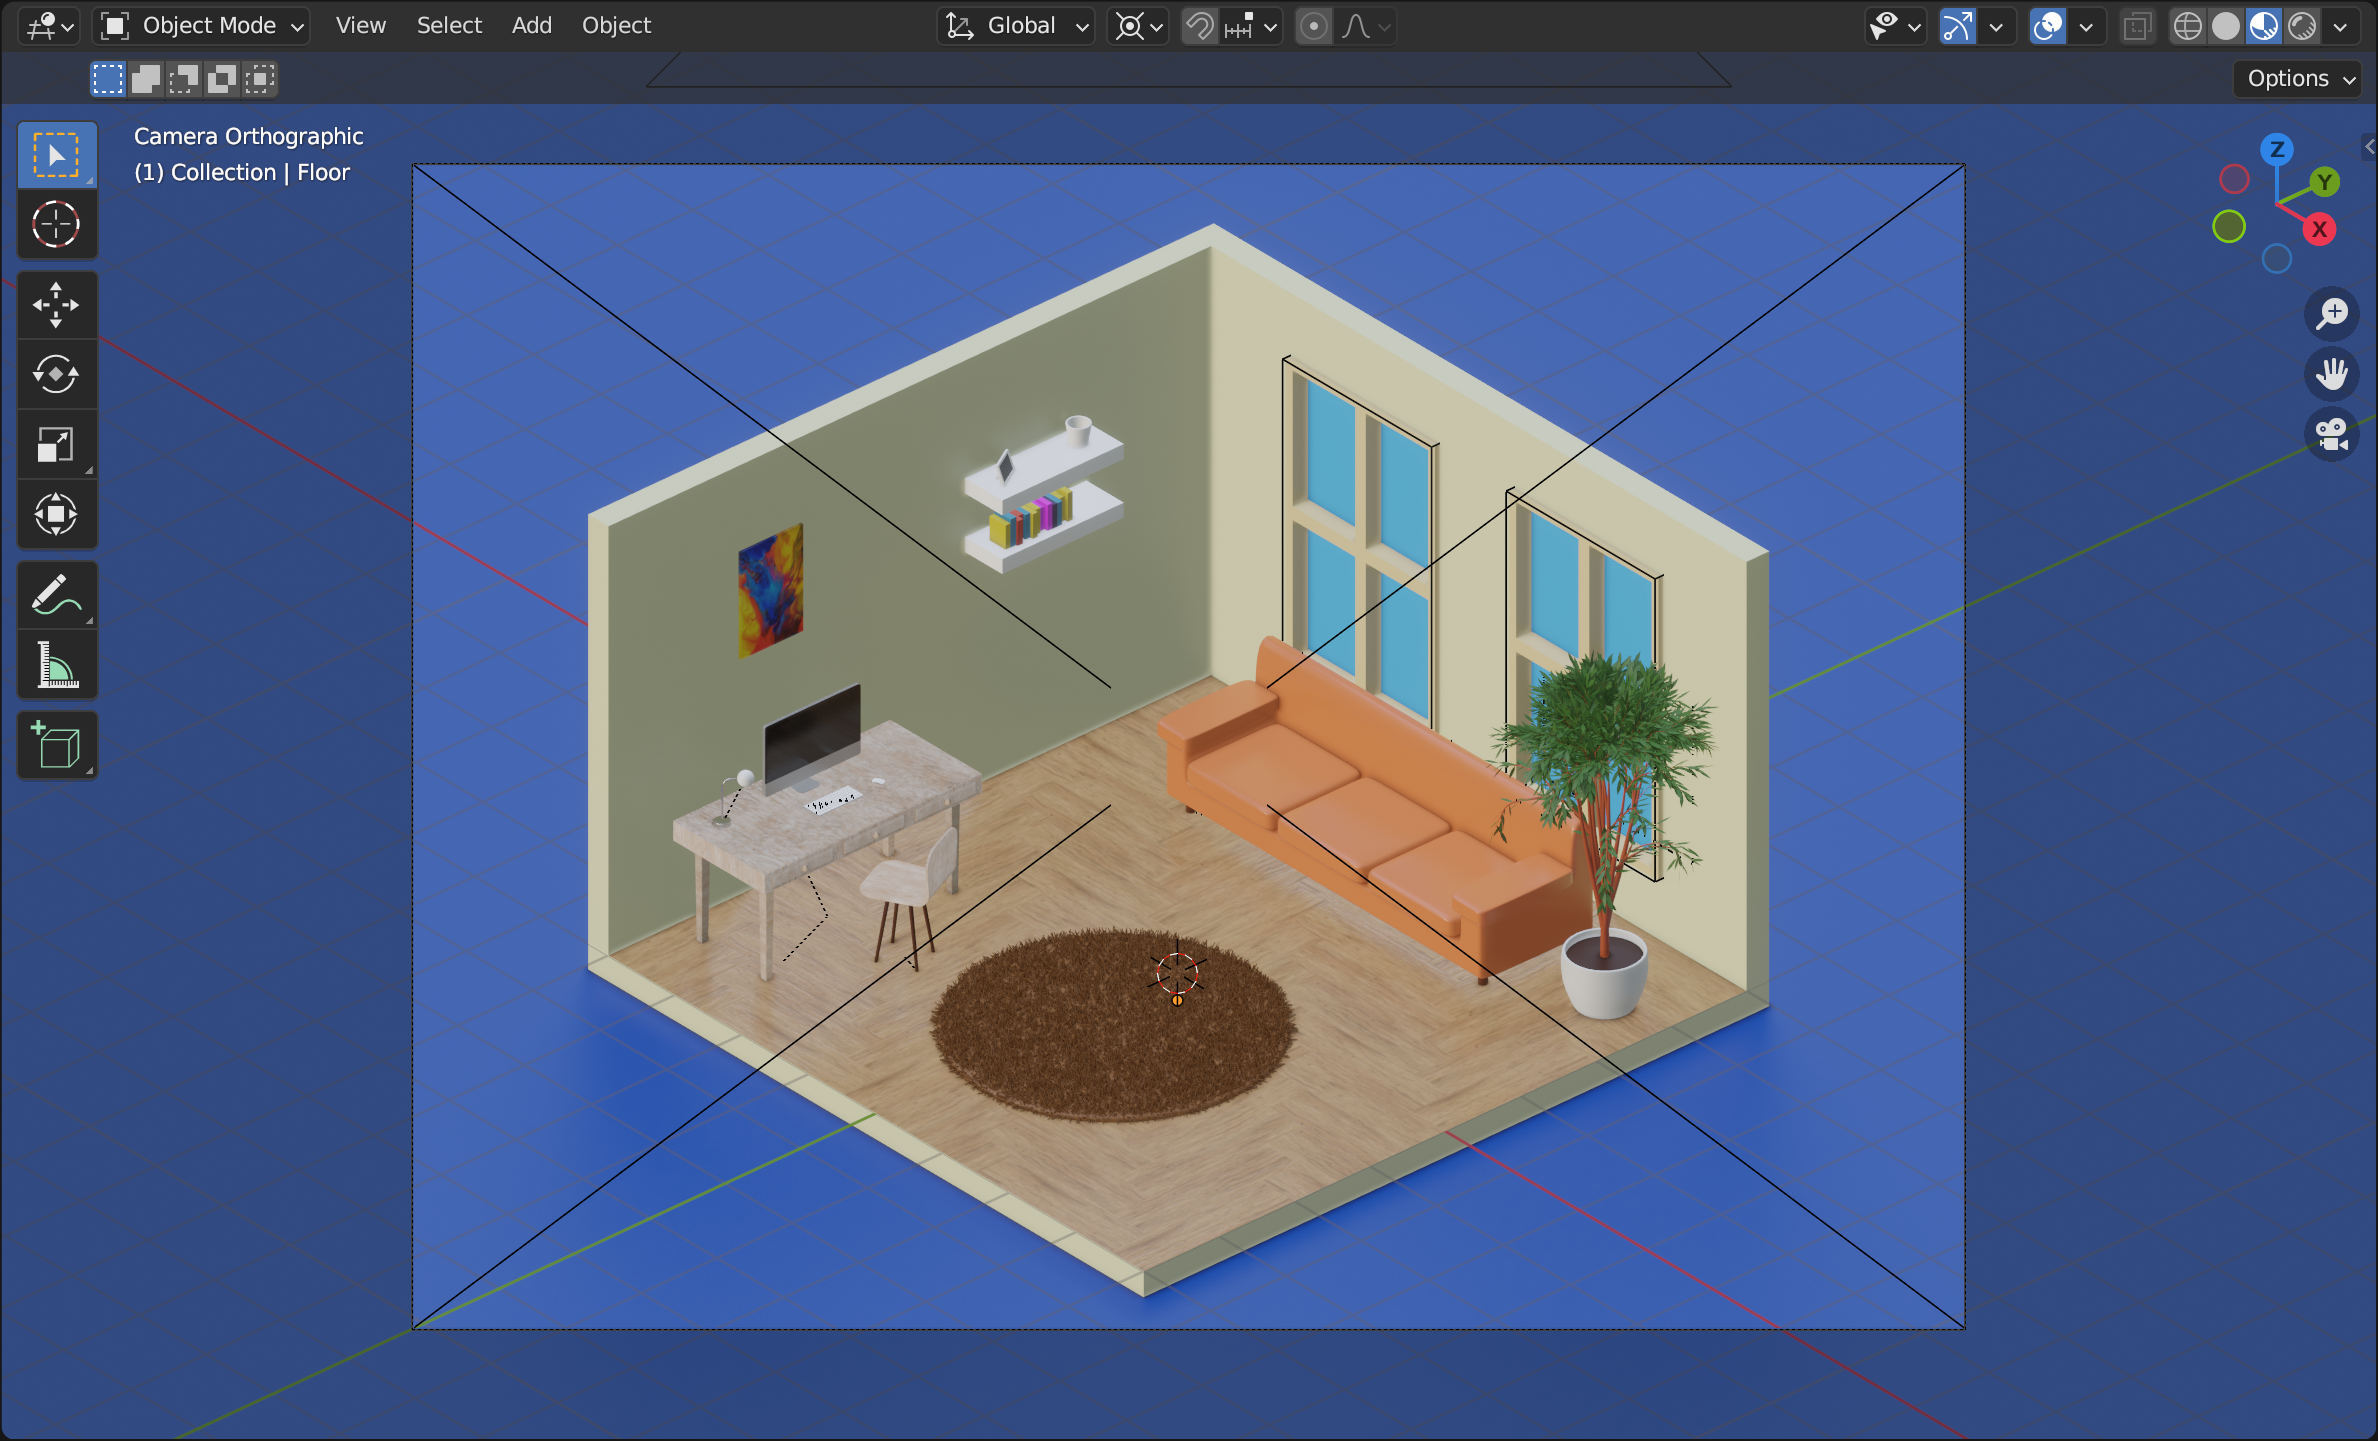 Object Mode View Select Add Object Global
Options
Camera Orthographic
(1) Collection | Floor
Z
Y
X